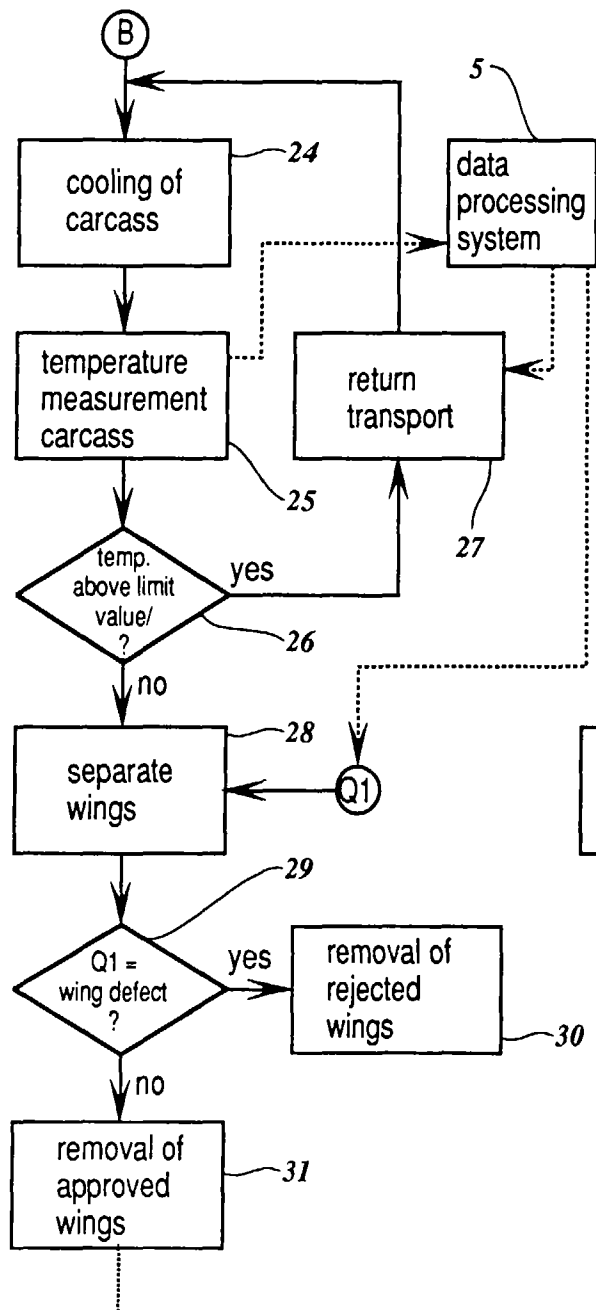 B
5
24
cooling of
carcass
data
processing
system
temperature
measurement
carcass
return
transport
25
27
temp.
above limit
value/
?
yes
26
no
28
separate
wings
Q1
29
Q1 =
wing defect
?
yes
removal of
rejected
wings
30
no
removal of
approved
wings
31